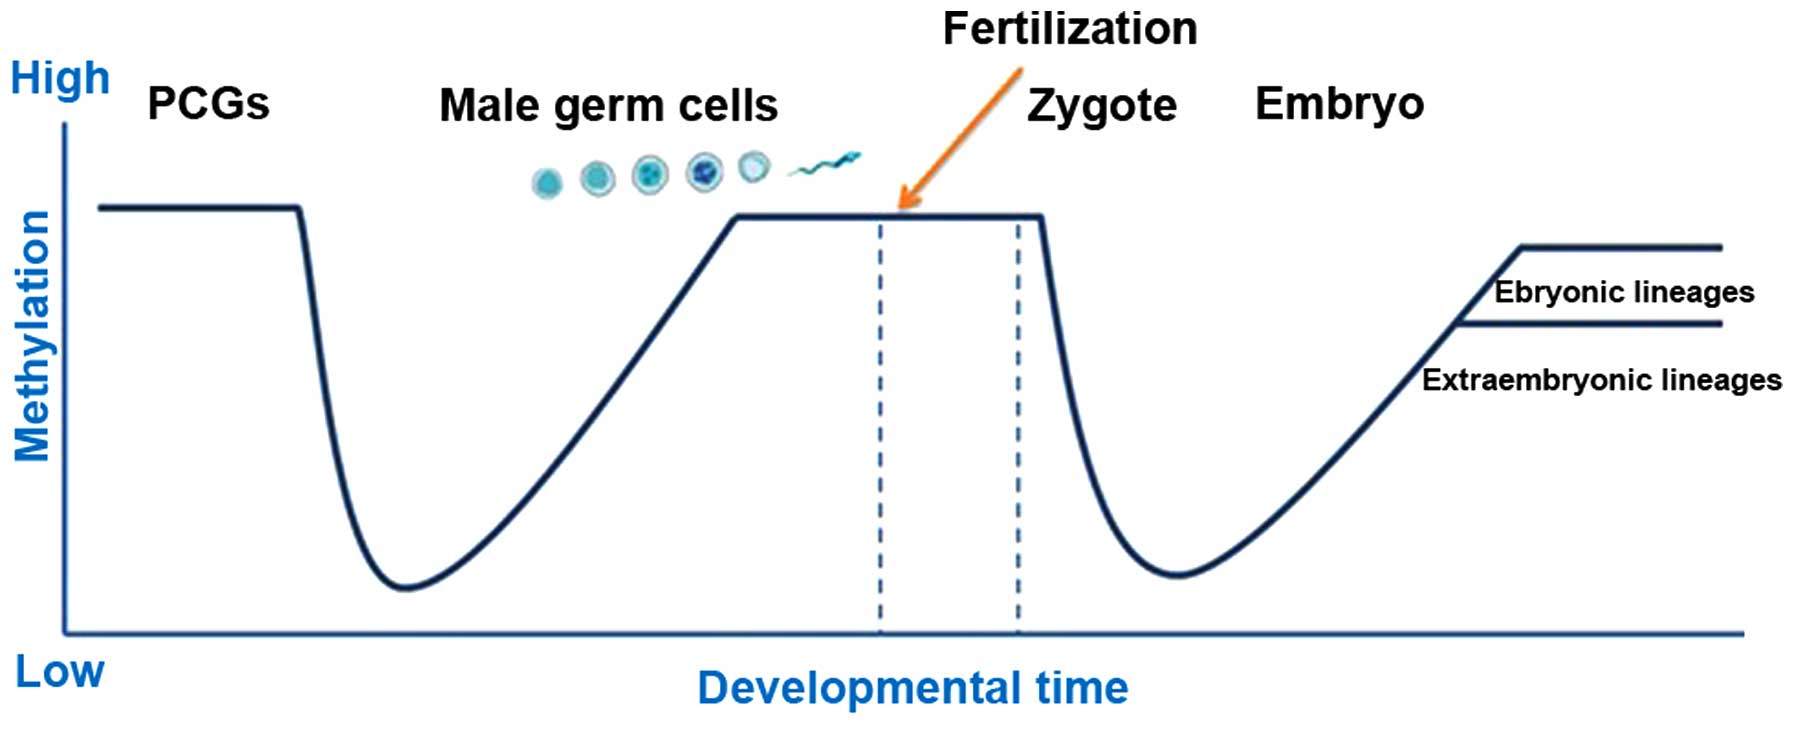 Fertilization
High
PCGs
Male germ cells
Zygote
Embryo
Methylation
Ebryonic lineages
Extraembryonic lineages
Low
Developmental time